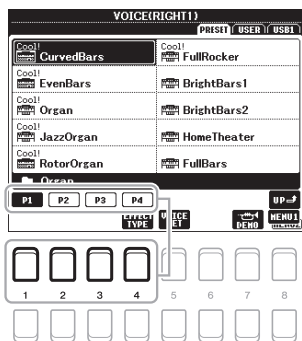 VOICE(RIGHT1)
PRESET USER USB1
Cool! CurvedBars
Cool! FullRocker
Cool! EvenBars
BrightBars1
Cool! Organ
BrightBars2
Cool! JazzOrgan
HomeTheater
Cool! RotorOrgan
FullBars
Organ
P1 P2 P3 P4 UP
EFFECT TYPE
DEMO
MENU1
MENU2
1 2 3 4 5 6 7 8